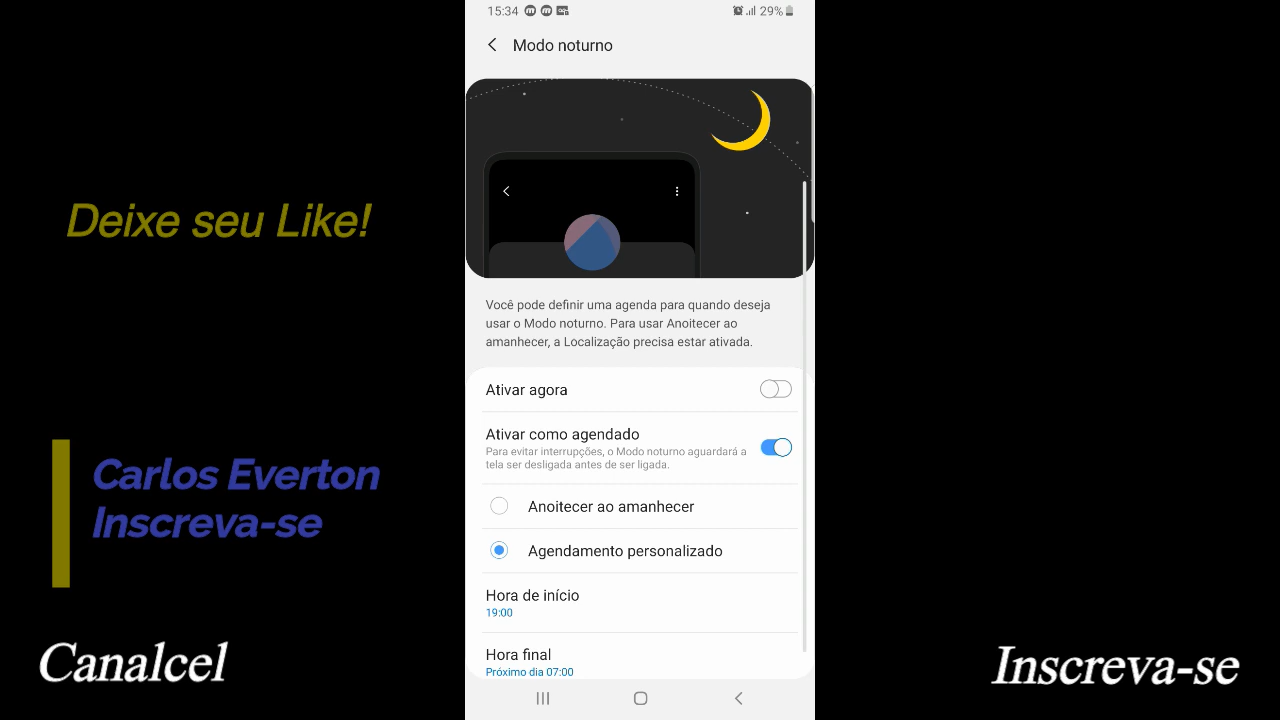 15:34
29%
Modo noturno
Você pode definir uma agenda para quando deseja
usar o Modo noturno. Para usar Anoitecer ao
amanhecer, a Localização precisa estar ativada.
Ativar agora
Ativar como agendado
Para evitar interrupções, o Modo noturno aguardará a
tela ser desligada antes de ser ligada.
Anoitecer ao amanhecer
Agendamento personalizado
Hora de início
19:00
Hora final
Próximo dia 07:00
Deixe seu Like!
Carlos Everton
Inscreva-se
Canalcel
Inscreva-se